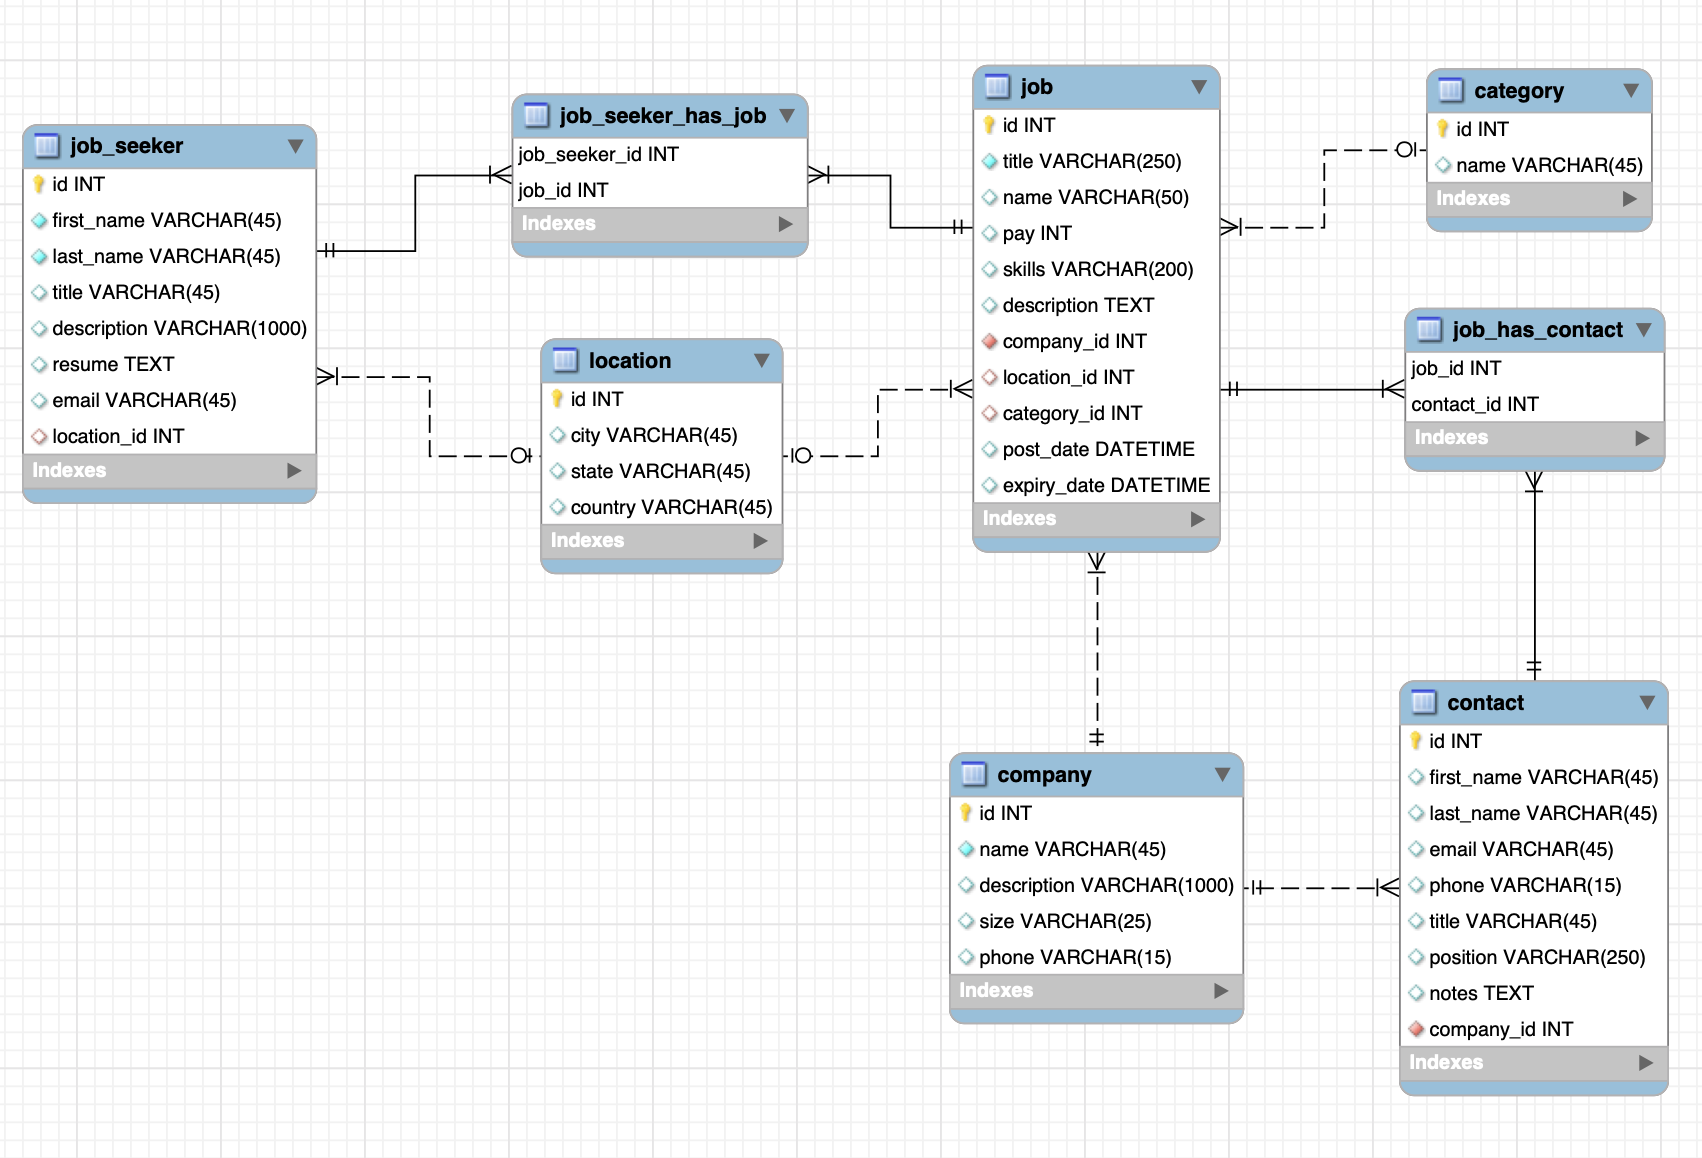 job_seeker
id INT
first_name VARCHAR(45)
last_name VARCHAR(45)
title VARCHAR(45)
description VARCHAR(1000)
resume TEXT
email VARCHAR(45)
location_id INT
Indexes
job_seeker_has_job
job_seeker_id INT
job_id INT
Indexes
location
id INT
city VARCHAR(45)
state VARCHAR(45)
country VARCHAR(45)
Indexes
job
id INT
title VARCHAR(250)
name VARCHAR(50)
pay INT
skills VARCHAR(200)
description TEXT
company_id INT
location_id INT
category_id INT
post_date DATETIME
expiry_date DATETIME
Indexes
category
id INT
name VARCHAR(45)
Indexes
job_has_contact
job_id INT
contact_id INT
Indexes
company
id INT
name VARCHAR(45)
description VARCHAR(1000)
size VARCHAR(25)
phone VARCHAR(15)
Indexes
contact
id INT
first_name VARCHAR(45)
last_name VARCHAR(45)
email VARCHAR(45)
phone VARCHAR(15)
title VARCHAR(45)
position VARCHAR(250)
notes TEXT
company_id INT
Indexes